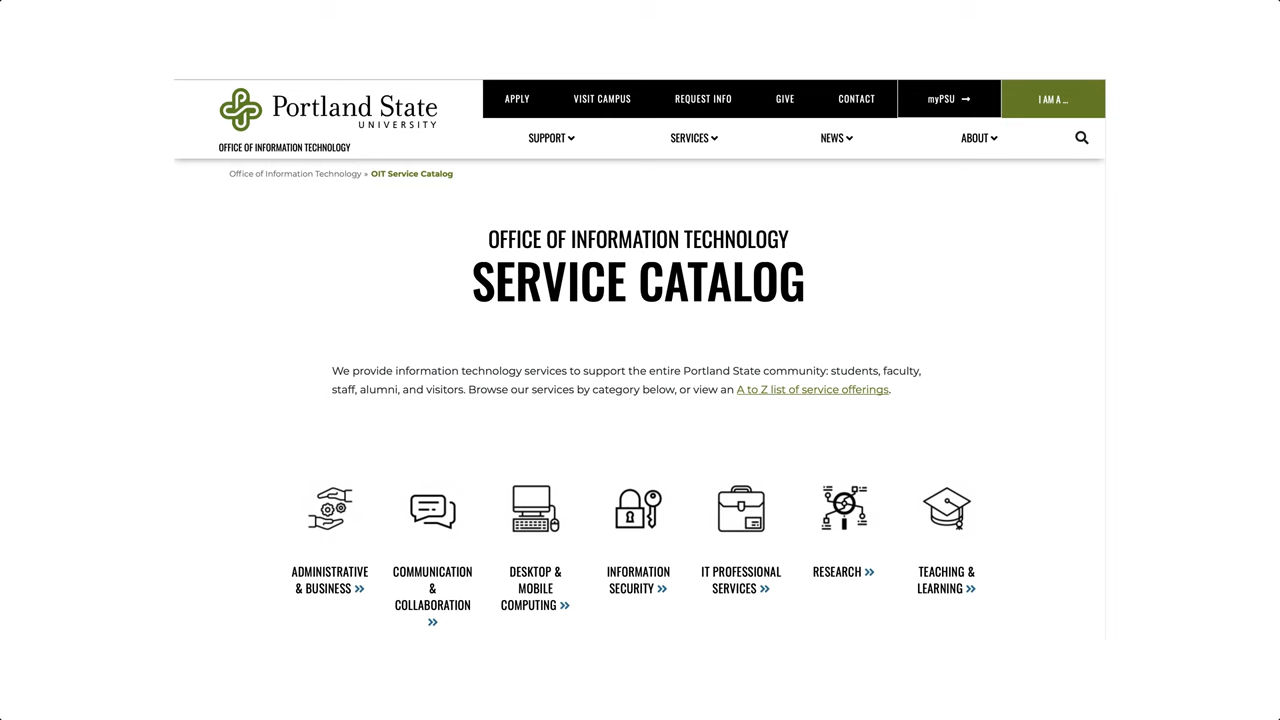 Portland State
UNIVERSITY
OFFICE OF INFORMATION TECHNOLOGY
APPLY VISIT CAMPUS REQUEST INFO GIVE CONTACT myPSU → I AM A ...
SUPPORT SERVICES NEWS ABOUT
Office of Information Technology » OIT Service Catalog
OFFICE OF INFORMATION TECHNOLOGY
SERVICE CATALOG
We provide information technology services to support the entire Portland State community: students, faculty,
staff, alumni, and visitors. Browse our services by category below, or view an A to Z list of service offerings.
ADMINISTRATIVE
& BUSINESS »
COMMUNICATION
&
COLLABORATION
»
DESKTOP &
MOBILE
COMPUTING »
INFORMATION
SECURITY »
IT PROFESSIONAL
SERVICES »
RESEARCH »
TEACHING &
LEARNING »